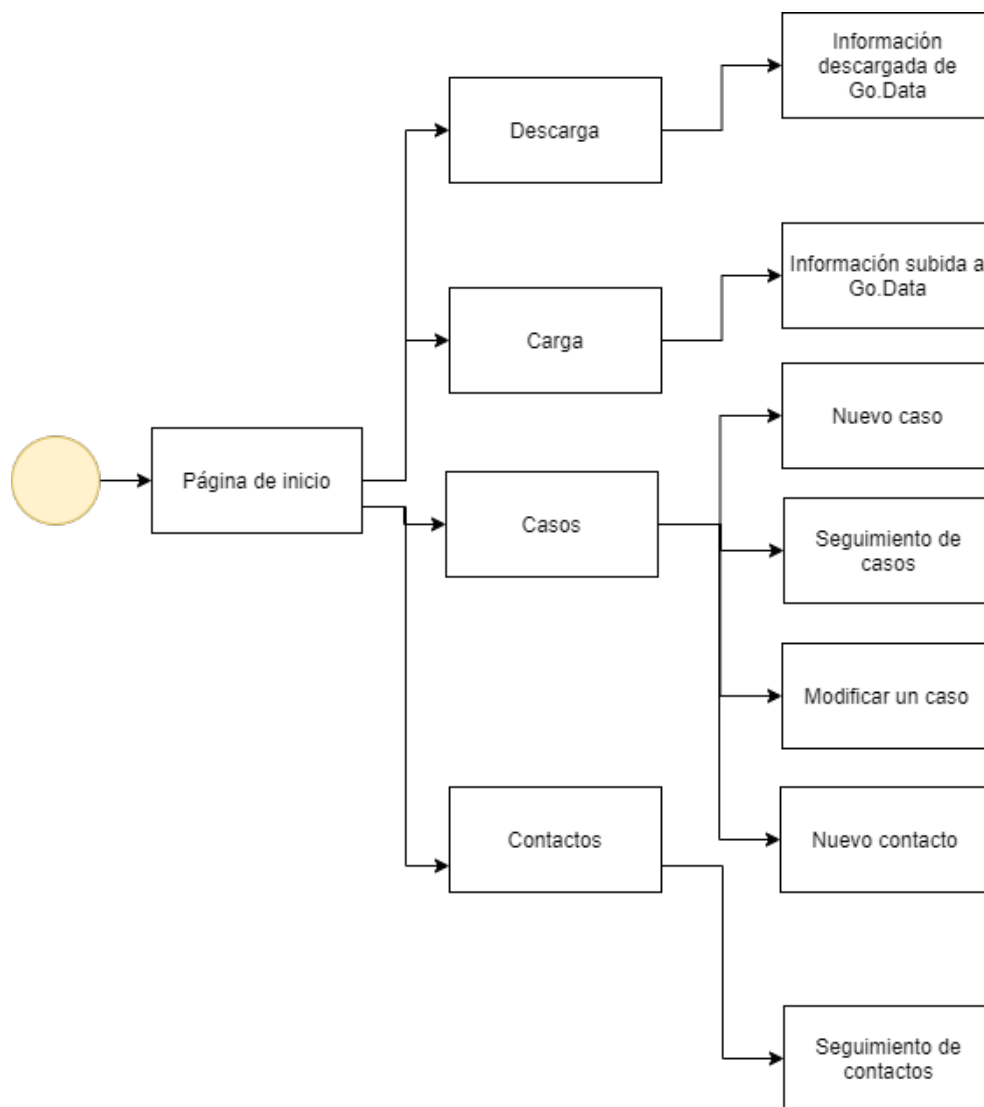 Información
descargada de
Go.Data
Descarga
Información subida a
Go.Data
Carga
Nuevo caso
Página de inicio
Casos
Seguimiento de
casos
Modificar un caso
Contactos
Nuevo contacto
Seguimiento de
contactos